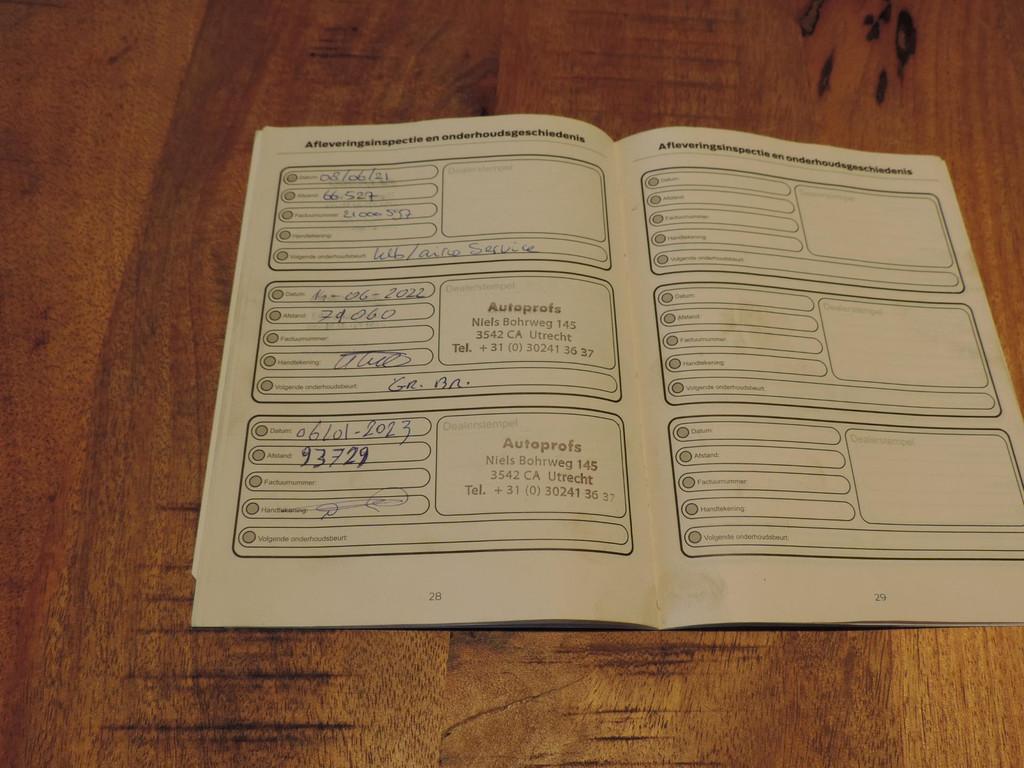 Afleveringsinspectie en onderhoudsgeschiedenis
Datum: 08/06/21
Dealerstempel
Afstand: 66.527
Factuurnummer:
Handtekening:
Volgende onderhoudsbeurt: Service
Datum: -06-2022
Dealerstempel
Afstand: 79060
Factuurnummer:
Handtekening:
Volgende onderhoudsbeurt: GR. BR.
Autoprofs
Niels Bohrweg 145
3542 CA Utrecht
Tel. +31 (0) 30241 36 37
Datum: 06/01-2023
Dealerstempel
Afstand: 93729
Factuurnummer:
Handtekening:
Volgende onderhoudsbeurt:
Autoprofs
Niels Bohrweg 145
3542 CA Utrecht
Tel. +31 (0) 30241 36 37
28
Afleveringsinspectie en onderhoudsgeschiedenis
Datum:
Dealerstempel
Afstand:
Factuurnummer:
Handtekening:
Volgende onderhoudsbeurt:
Datum:
Dealerstempel
Afstand:
Factuurnummer:
Handtekening:
Volgende onderhoudsbeurt:
Datum:
Dealerstempel
Afstand:
Factuurnummer:
Handtekening:
Volgende onderhoudsbeurt:
29